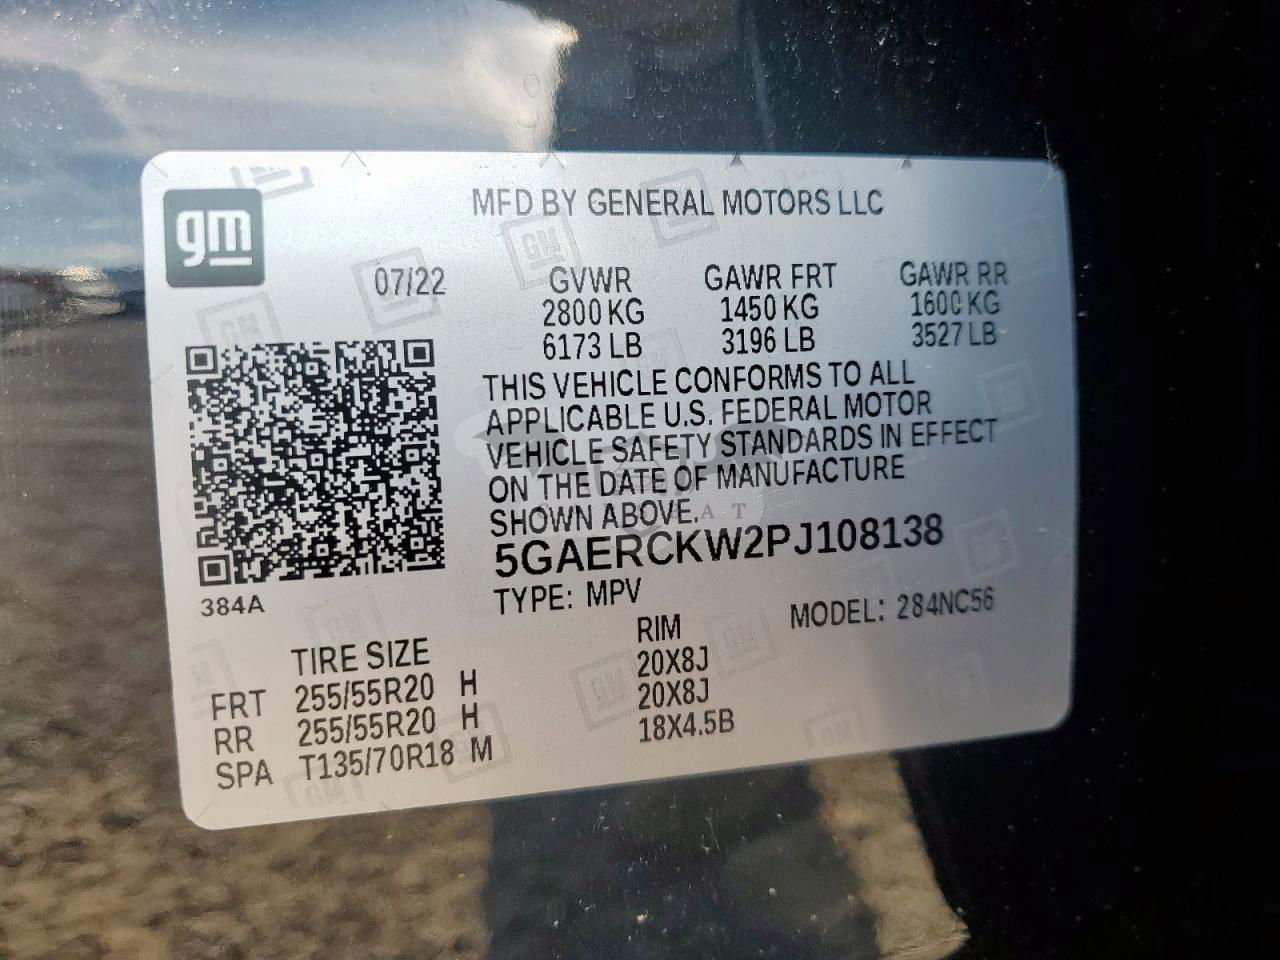 gm
MFD BY GENERAL MOTORS LLC
07/22 GVWR GAWR FRT GAWR RR
2800 KG 1450 KG 1600 KG
6173 LB 3196 LB 3527 LB
THIS VEHICLE CONFORMS TO ALL
APPLICABLE U.S. FEDERAL MOTOR
VEHICLE SAFETY STANDARDS IN EFFECT
ON THE DATE OF MANUFACTURE
SHOWN ABOVE.
5GAERCKW2PJ108138
384A
TYPE: MPV MODEL: 284NC56
TIRE SIZE RIM
FRT 255/55R20 H 20X8J
RR 255/55R20 H 20X8J
SPA T135/70R18 M 18X4.5B